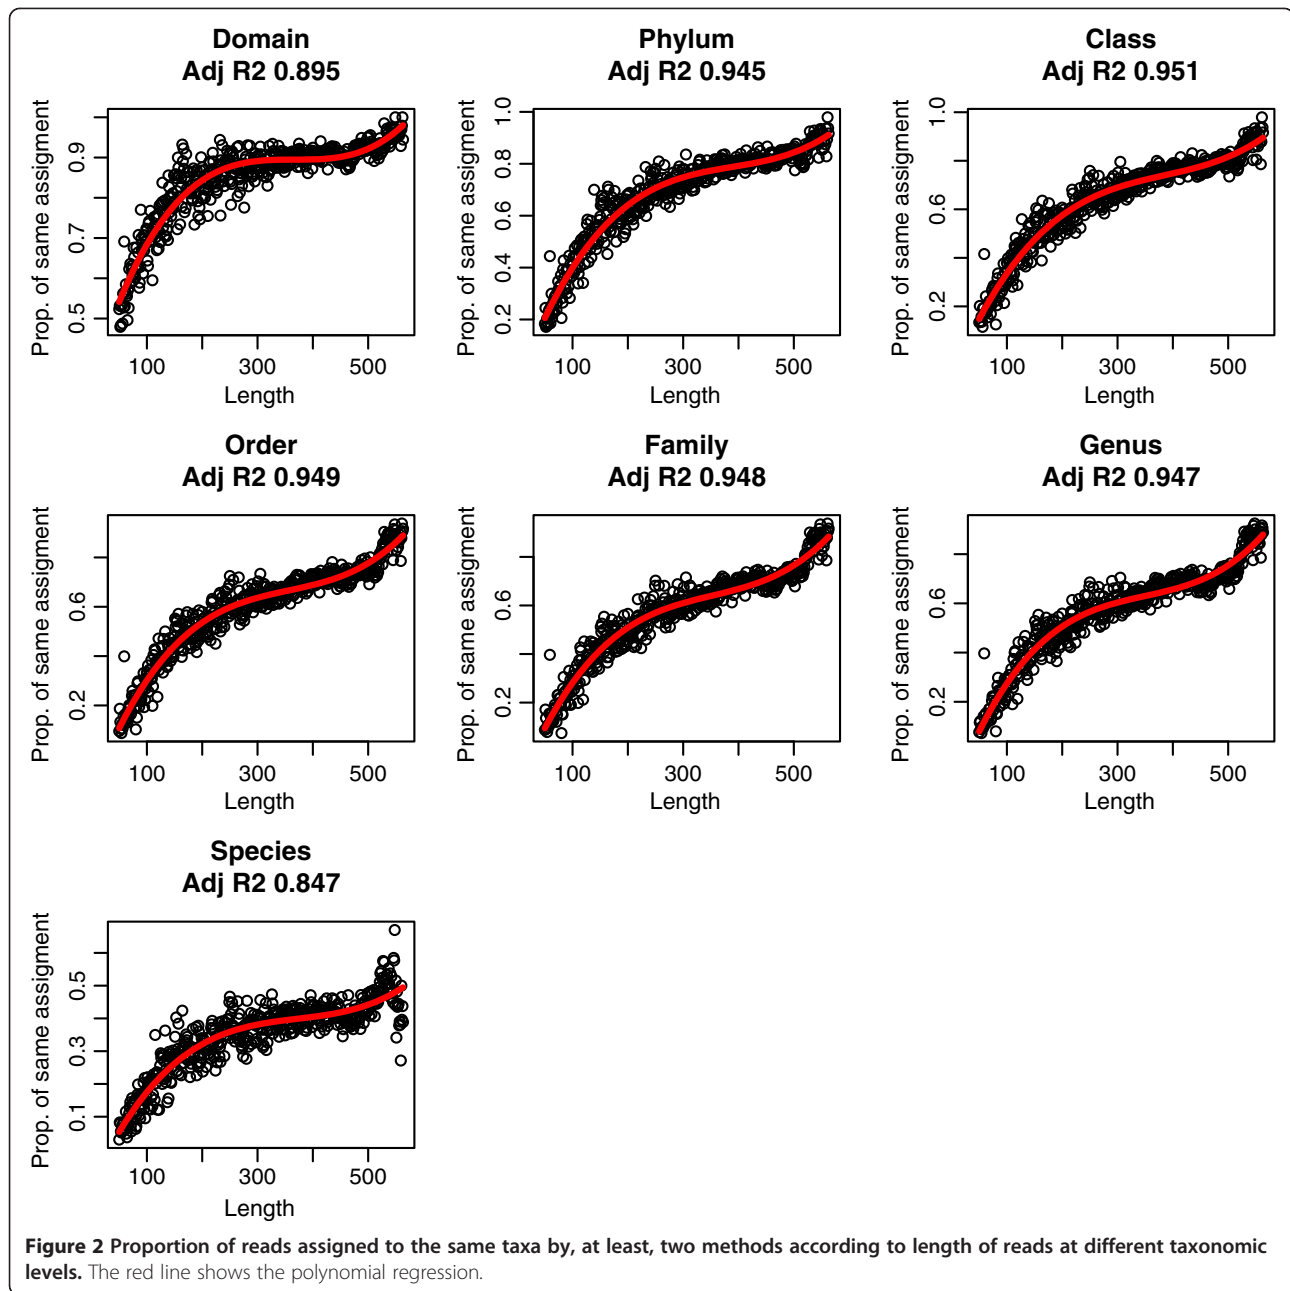 Domain
Adj R2 0.895
Prop. of same assigment
0.5
0.7
0.9
100
300
500
Length
Phylum
Adj R2 0.945
Prop. of same assigment
0.2
0.4
0.6
0.8
1.0
100
300
500
Length
Class
Adj R2 0.951
Prop. of same assigment
0.2
0.6
1.0
100
300
500
Length
Order
Adj R2 0.949
Prop. of same assigment
0.2
0.6
100
300
500
Length
Family
Adj R2 0.948
Prop. of same assigment
0.2
0.6
100
300
500
Length
Genus
Adj R2 0.947
Prop. of same assigment
0.2
0.6
100
300
500
Length
Species
Adj R2 0.847
Prop. of same assigment
0.1
0.3
0.5
100
300
500
Length
Figure 2 Proportion of reads assigned to the same taxa by, at least, two methods according to length of reads at different taxonomic
levels. The red line shows the polynomial regression.